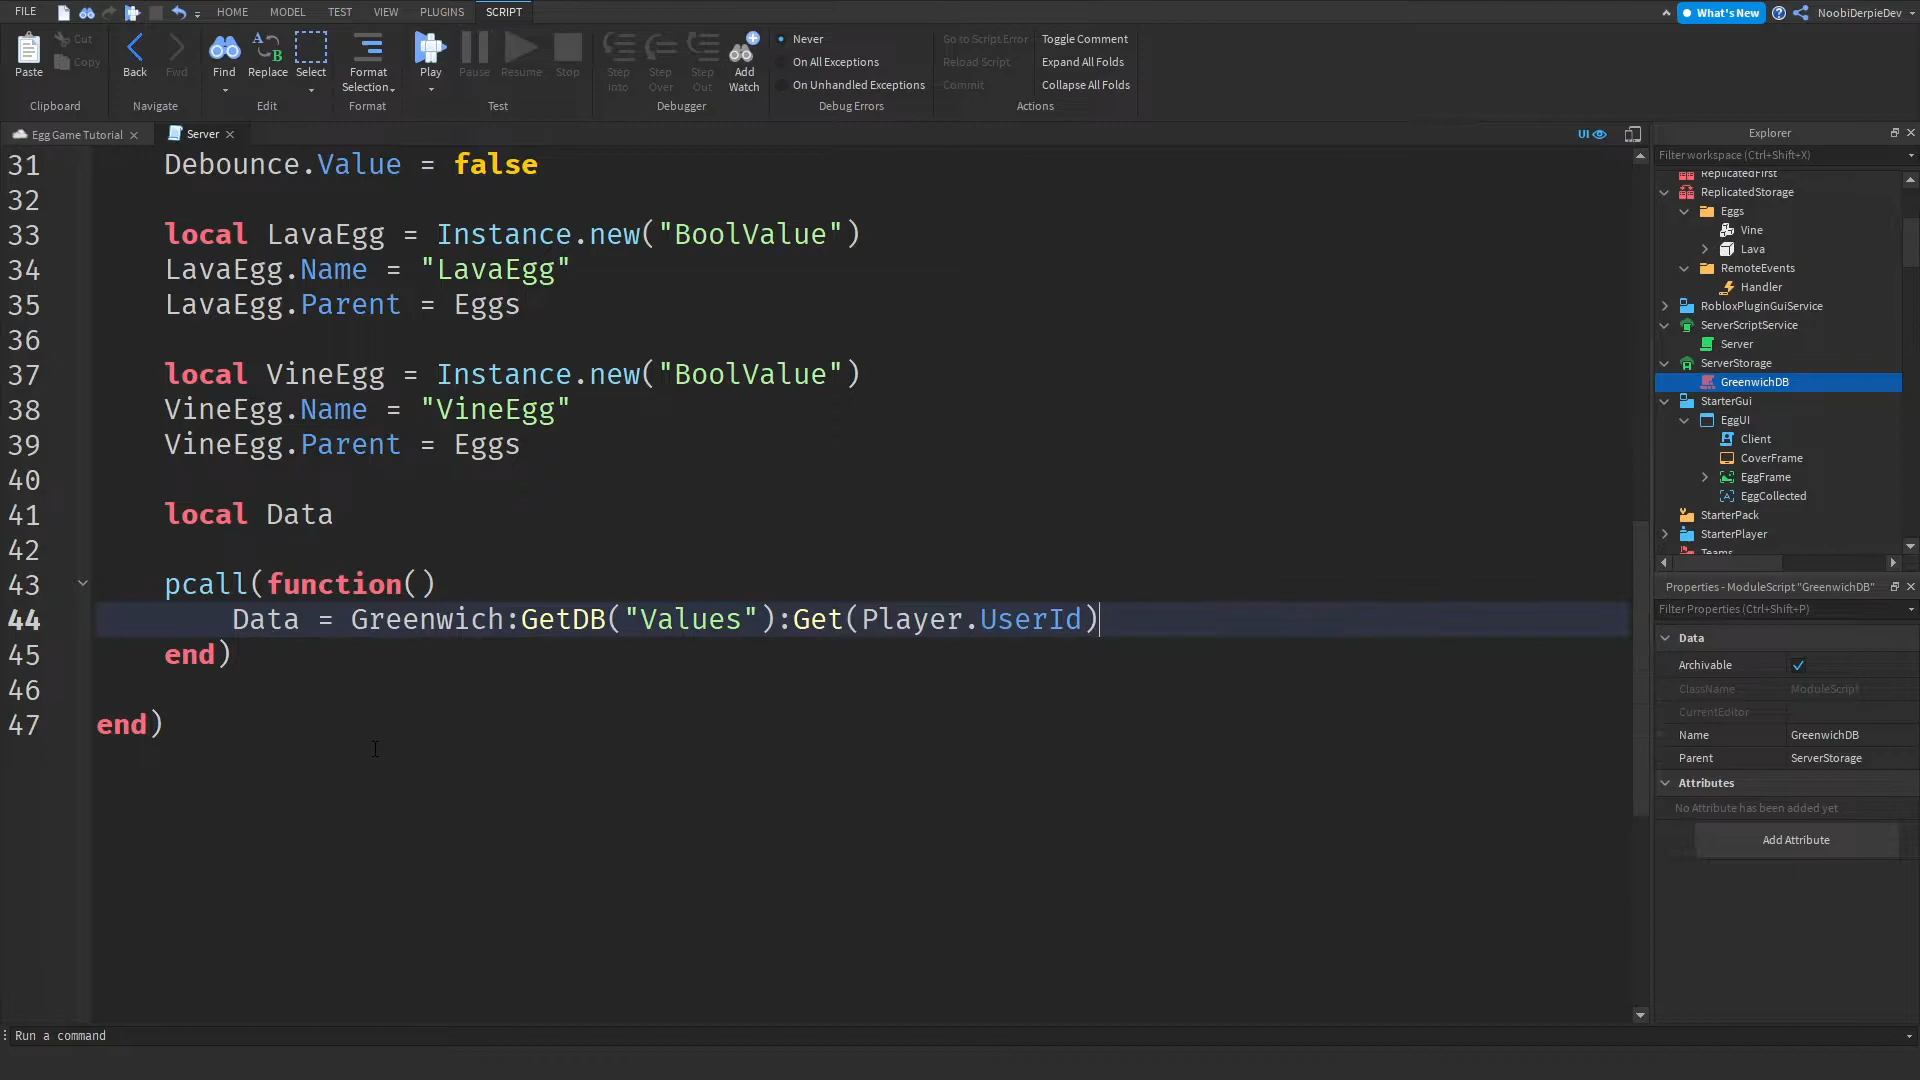 FILE
HOME
MODEL
TEST
VIEW
PLUGINS
SCRIPT
What's New
NoobiDerpieDev
Paste
Cut
Copy
Clipboard
Back
Fwd
Navigate
Find
Replace
Select
Edit
Format
Selection
Format
Play
Pause
Resume
Stop
Test
Step
Into
Step
Over
Step
Out
Add
Watch
Debugger
Never
On All Exceptions
On Unhandled Exceptions
Debug Errors
Go to Script Error
Reload Script
Commit
Toggle Comment
Expand All Folds
Collapse All Folds
Actions
Egg Game Tutorial
Server
UI
31 Debounce.Value = false
32
33 local LavaEgg = Instance.new("BoolValue")
34 LavaEgg.Name = "LavaEgg"
35 LavaEgg.Parent = Eggs
36
37 local VineEgg = Instance.new("BoolValue")
38 VineEgg.Name = "VineEgg"
39 VineEgg.Parent = Eggs
40
41 local Data
42
43 pcall(function()
44 Data = Greenwich:GetDB("Values"):Get(Player.UserId)
45 end)
46
47 end)
Run a command
Explorer
Filter workspace (Ctrl+Shift+X)
ReplicatedFirst
ReplicatedStorage
Eggs
Vine
Lava
RemoteEvents
Handler
RobloxPluginGuiService
ServerScriptService
Server
ServerStorage
GreenwichDB
StarterGui
EggUI
Client
CoverFrame
EggFrame
EggCollected
StarterPack
StarterPlayer
Teams
Properties - ModuleScript "GreenwichDB"
Filter Properties (Ctrl+Shift+P)
Data
Archivable
ClassName ModuleScript
CurrentEditor
Name GreenwichDB
Parent ServerStorage
Attributes
No Attribute has been added yet
Add Attribute